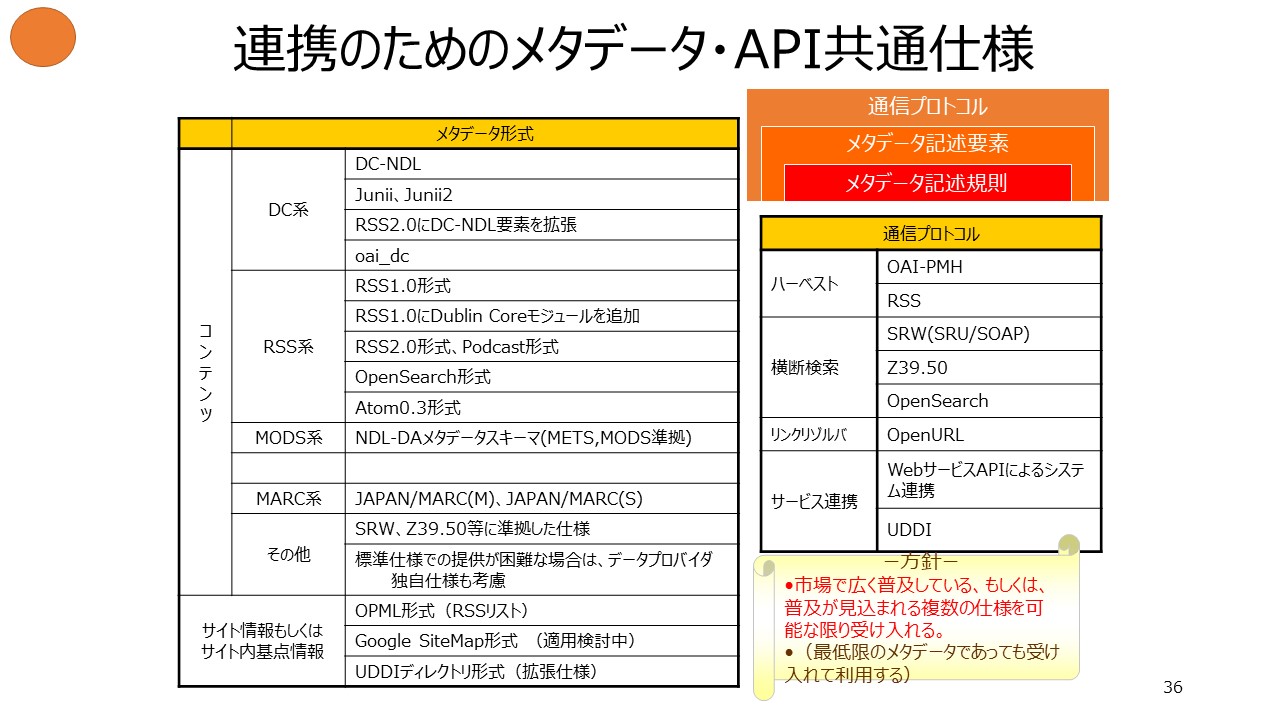 連携のためのメタデータ・API共通仕様
メタデータ形式
コンテンツ
DC系
DC-NDL
Junii、Junii2
RSS2.0にDC-NDL要素を拡張
oai_dc
RSS系
RSS1.0形式
RSS1.0にDublin Coreモジュールを追加
RSS2.0形式、Podcast形式
OpenSearch形式
Atom0.3形式
MODS系
NDL-DAメタデータスキーマ(METS,MODS準拠)
MARC系
JAPAN/MARC(M)、JAPAN/MARC(S)
その他
SRW、Z39.50等に準拠した仕様
標準仕様での提供が困難な場合は、データプロバイダ
独自仕様も考慮
サイト情報もしくは
サイト内基点情報
OPML形式（RSSリスト）
Google SiteMap形式　（適用検討中）
UDDIディレクトリ形式（拡張仕様）
通信プロトコル
メタデータ記述要素
メタデータ記述規則
通信プロトコル
ハーベスト
OAI-PMH
RSS
横断検索
SRW(SRU/SOAP)
Z39.50
OpenSearch
リンクリゾルバ
OpenURL
サービス連携
WebサービスAPIによるシステ
ム連携
UDDI
－方針－
•市場で広く普及している、もしくは、
普及が見込まれる複数の仕様を可
能な限り受け入れる。
•（最低限のメタデータであっても受け
入れて利用する）
36